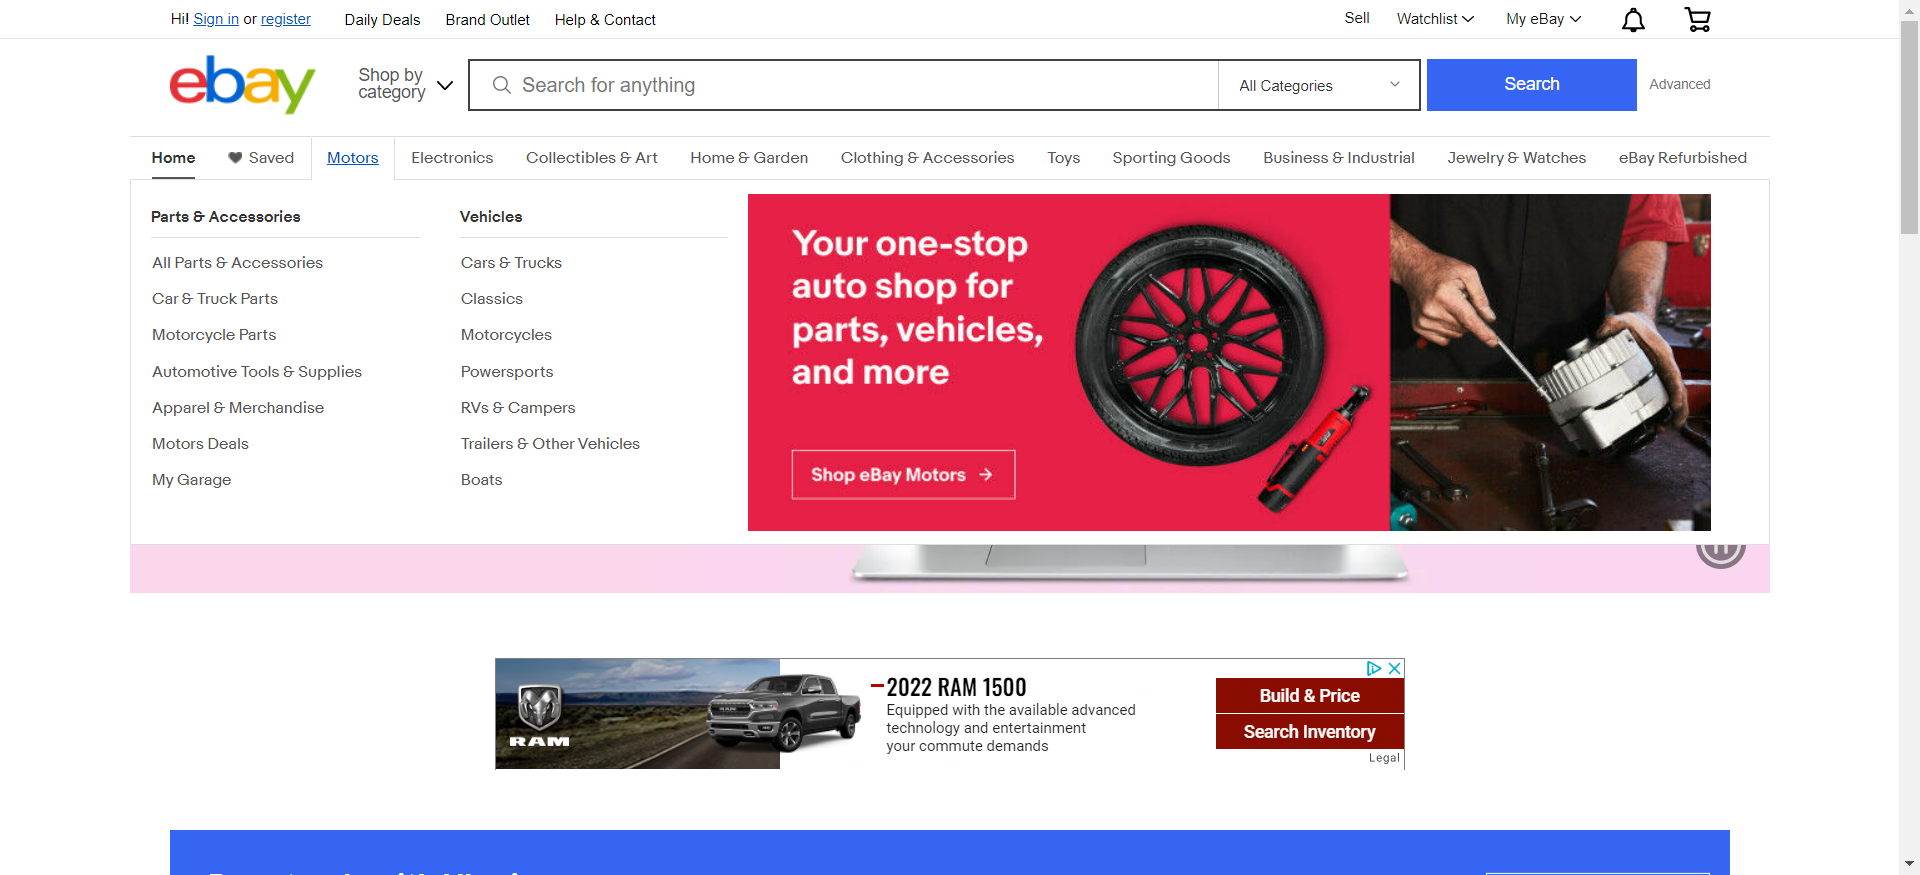 Hi! Sign in or register
Daily Deals
Brand Outlet
Help & Contact
Sell
Watchlist
My eBay
ebay
Shop by
category
Search for anything
All Categories
Search
Advanced
Home
Saved
Motors
Electronics
Collectibles & Art
Home & Garden
Clothing & Accessories
Toys
Sporting Goods
Business & Industrial
Jewelry & Watches
eBay Refurbished
Parts & Accessories
All Parts & Accessories
Car & Truck Parts
Motorcycle Parts
Automotive Tools & Supplies
Apparel & Merchandise
Motors Deals
My Garage
Vehicles
Cars & Trucks
Classics
Motorcycles
Powersports
RVs & Campers
Trailers & Other Vehicles
Boats
Your one-stop
auto shop for
parts, vehicles,
and more
Shop eBay Motors
RAM
2022 RAM 1500
Equipped with the available advanced
technology and entertainment
your commute demands
Build & Price
Search Inventory
Legal